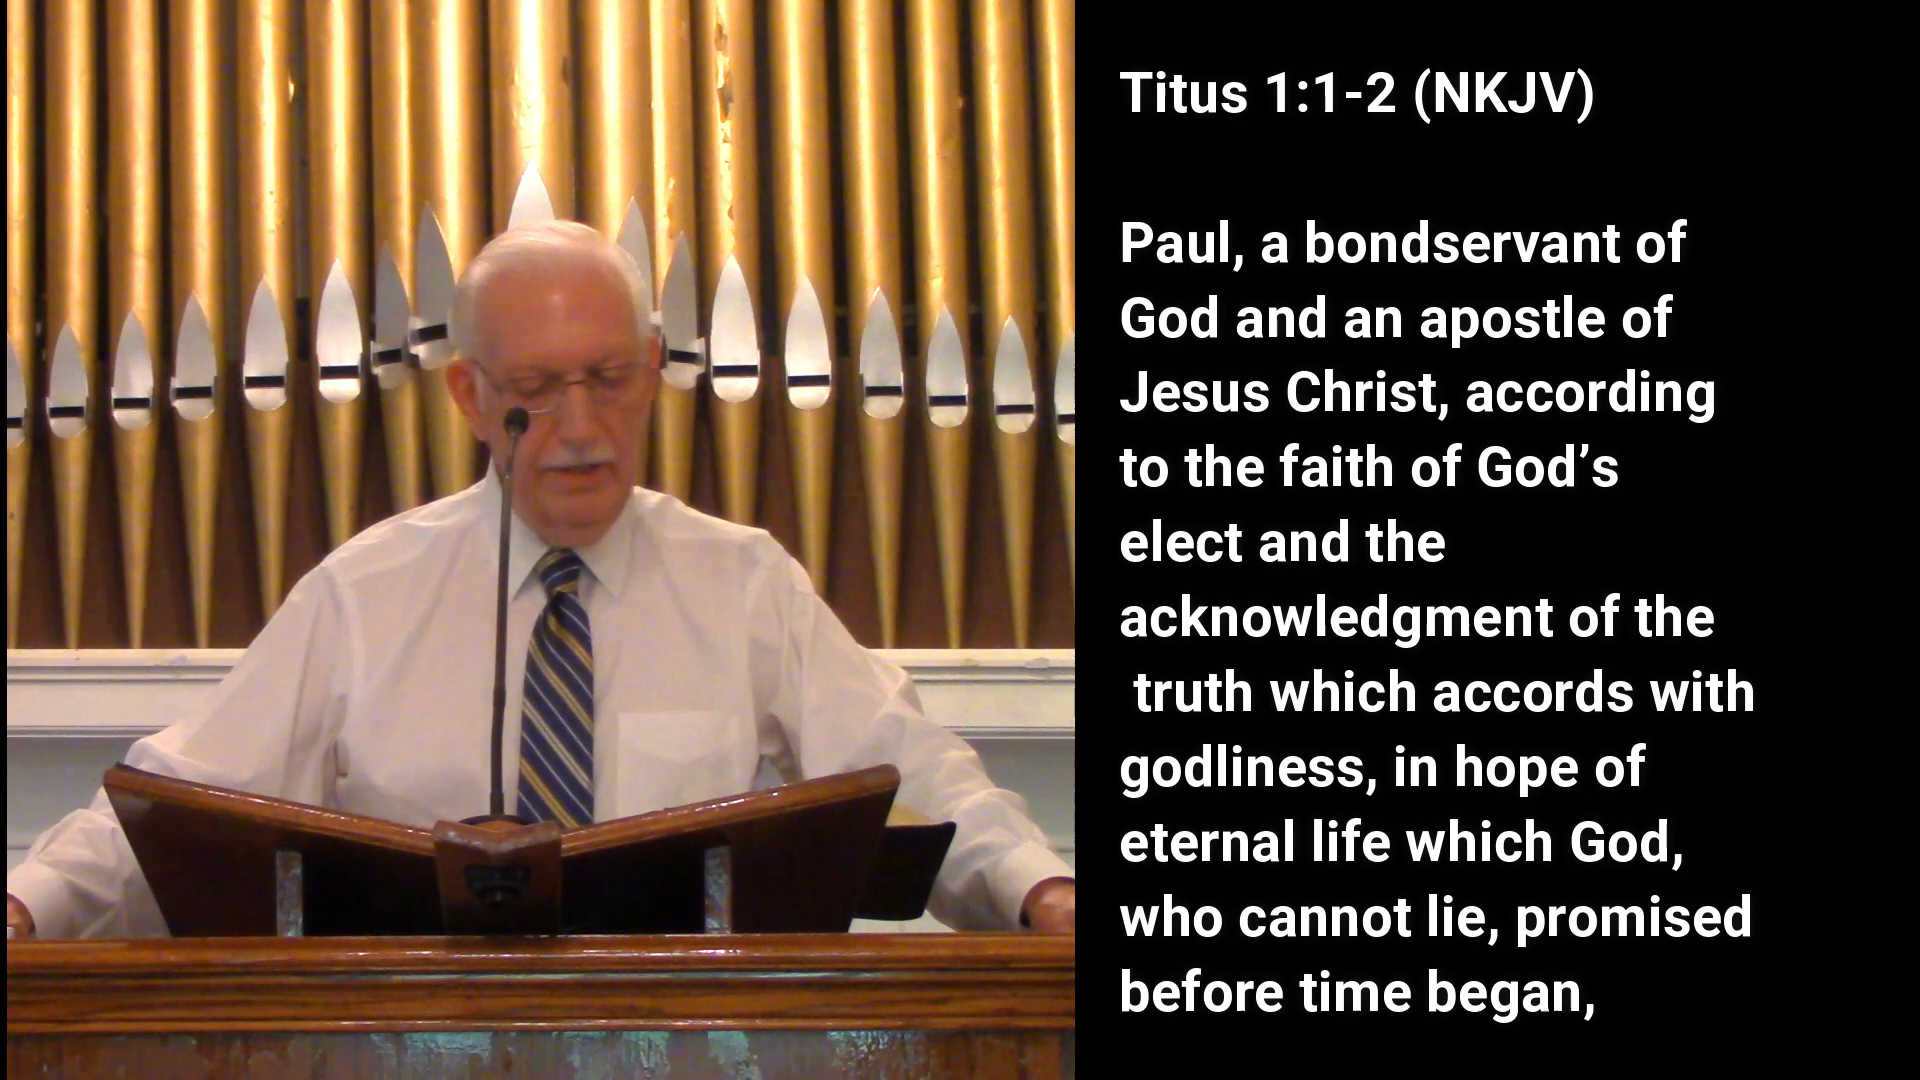 Titus 1:1-2 (NKJV)
Paul, a bondservant of
God and an apostle of
Jesus Christ, according
to the faith of God’s
elect and the
acknowledgment of the
truth which accords with
godliness, in hope of
eternal life which God,
who cannot lie, promised
before time began,